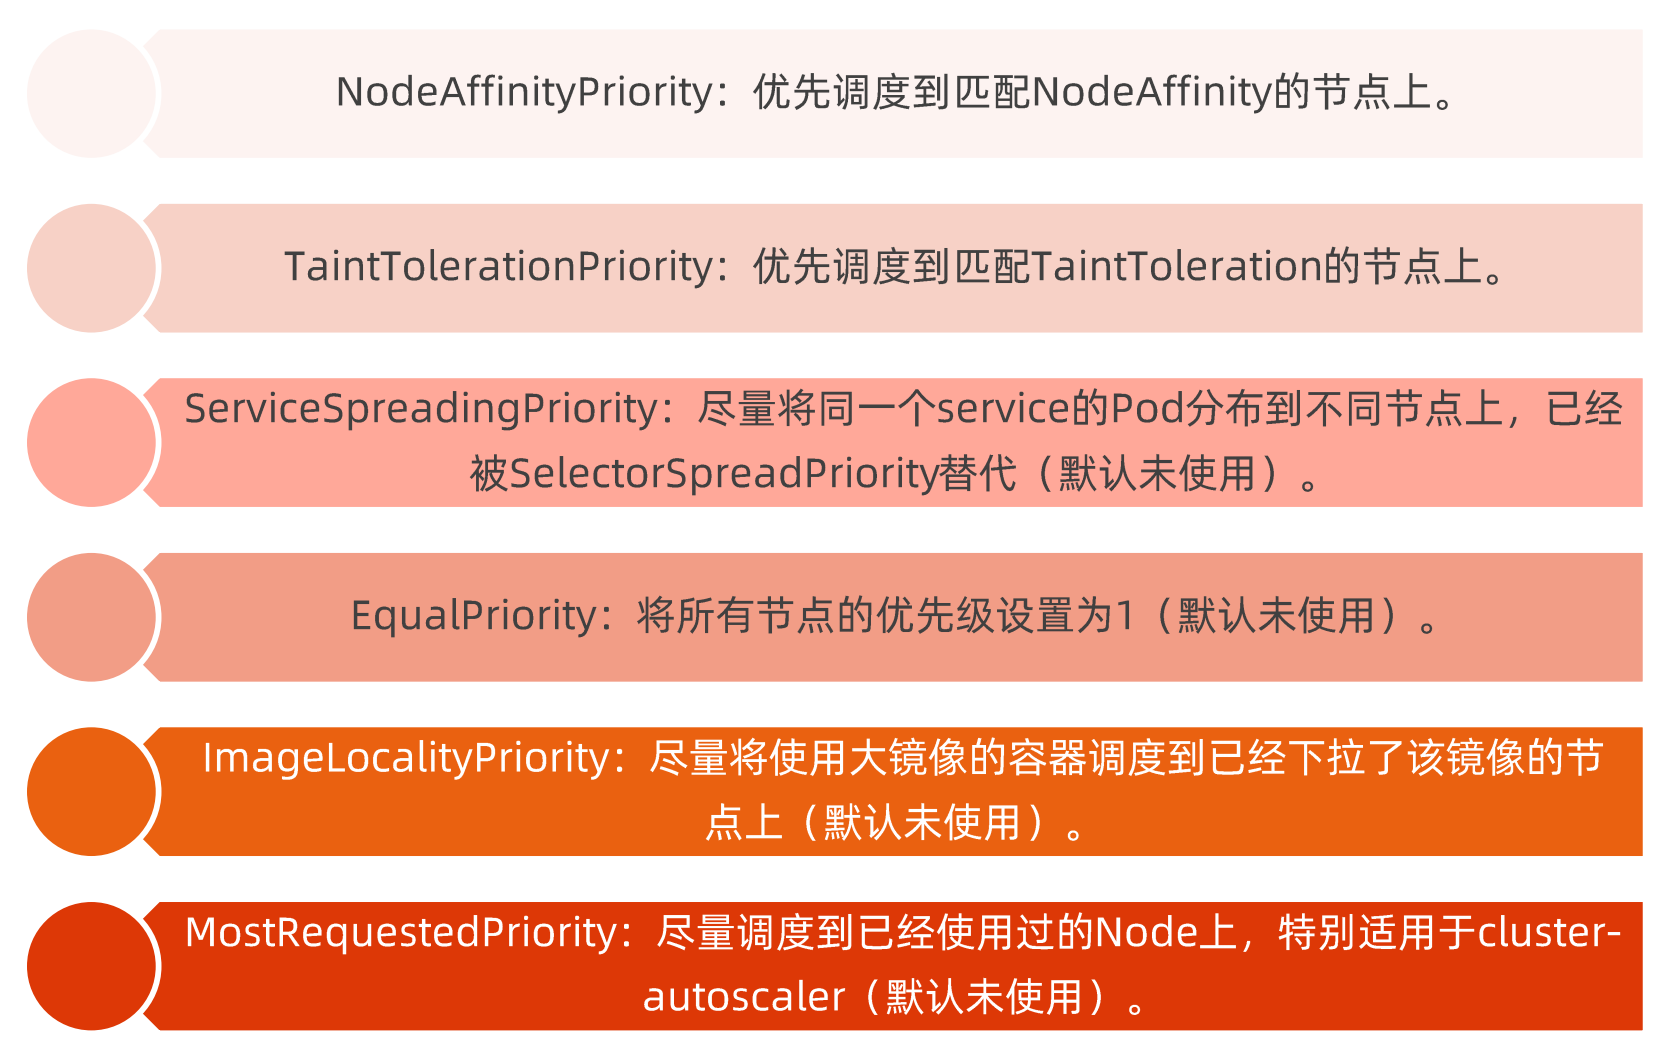 NodeAffinityPriority：优先调度到匹配NodeAffinity的节点上。
TaintTolerationPriority：优先调度到匹配TaintToleration的节点上。
ServiceSpreadingPriority：尽量将同一个service的Pod分布到不同节点上，已经
被SelectorSpreadPriority替代（默认未使用）。
EqualPriority：将所有节点的优先级设置为1（默认未使用）。
ImageLocalityPriority：尽量将使用大镜像的容器调度到已经下拉了该镜像的节
点上（默认未使用）。
MostRequestedPriority：尽量调度到已经使用过的Node上，特别适用于cluster-
autoscaler（默认未使用）。